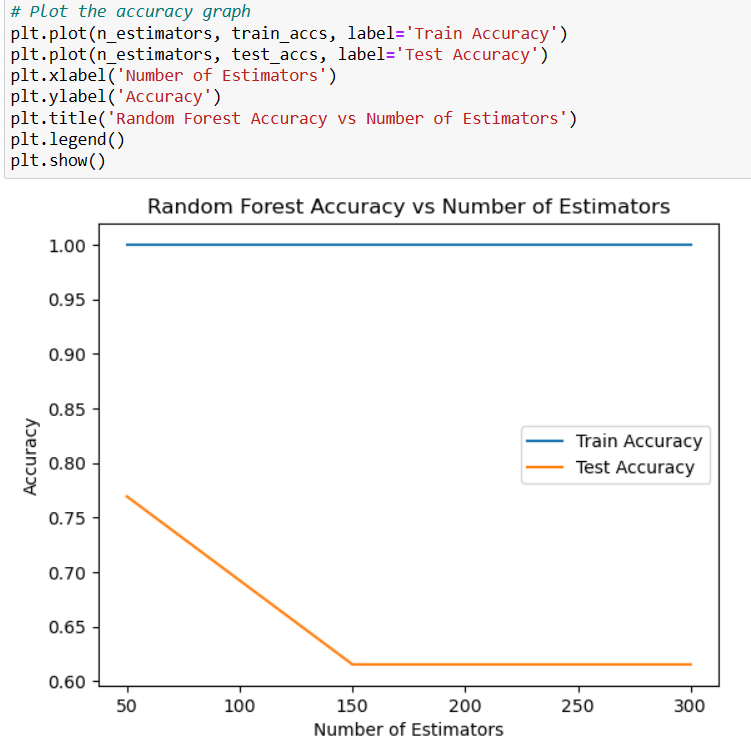 # Plot the accuracy graph
plt.plot(n_estimators, train_accs, label='Train Accuracy')
plt.plot(n_estimators, test_accs, label='Test Accuracy')
plt.xlabel('Number of Estimators')
plt.ylabel('Accuracy')
plt.title('Random Forest Accuracy vs Number of Estimators')
plt.legend()
plt.show()
Random Forest Accuracy vs Number of Estimators
1.00
0.95
0.90
0.85
0.80
0.75
0.70
0.65
0.60
Accuracy
Train Accuracy
Test Accuracy
50 100 150 200 250 300
Number of Estimators